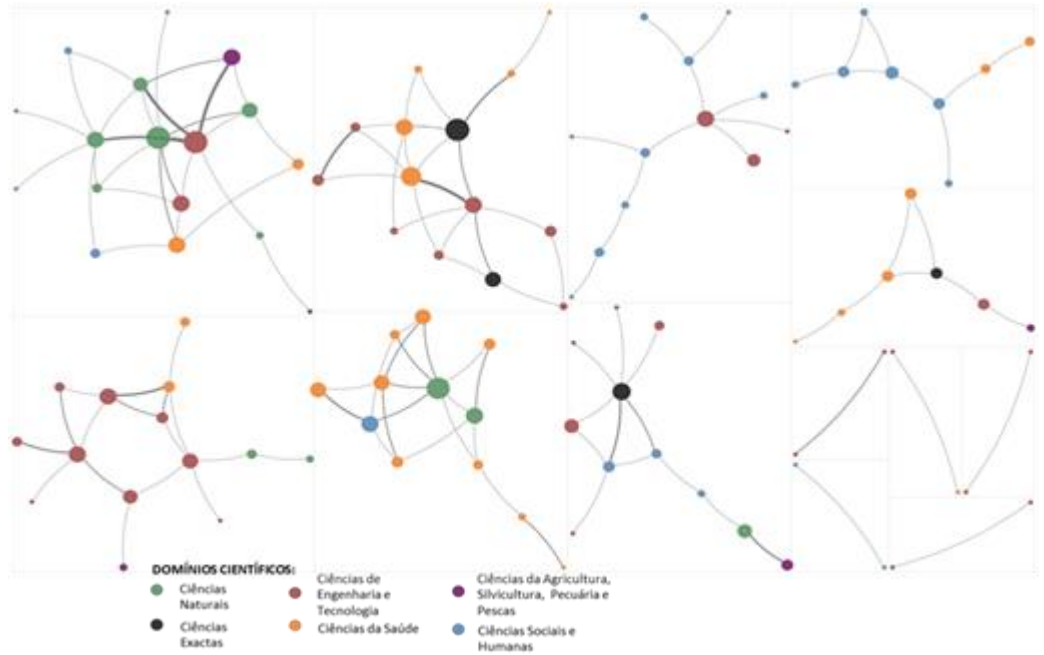 DOMÍNIOS CIENTÍFICOS:
Ciências
Naturais
Ciências
Exactas
Ciências de
Engenharia e
Tecnologia
Ciências da Saúde
Ciências da Agricultura,
Silvicultura, Pecuária e
Pescas
Ciências Sociais e
Humanas